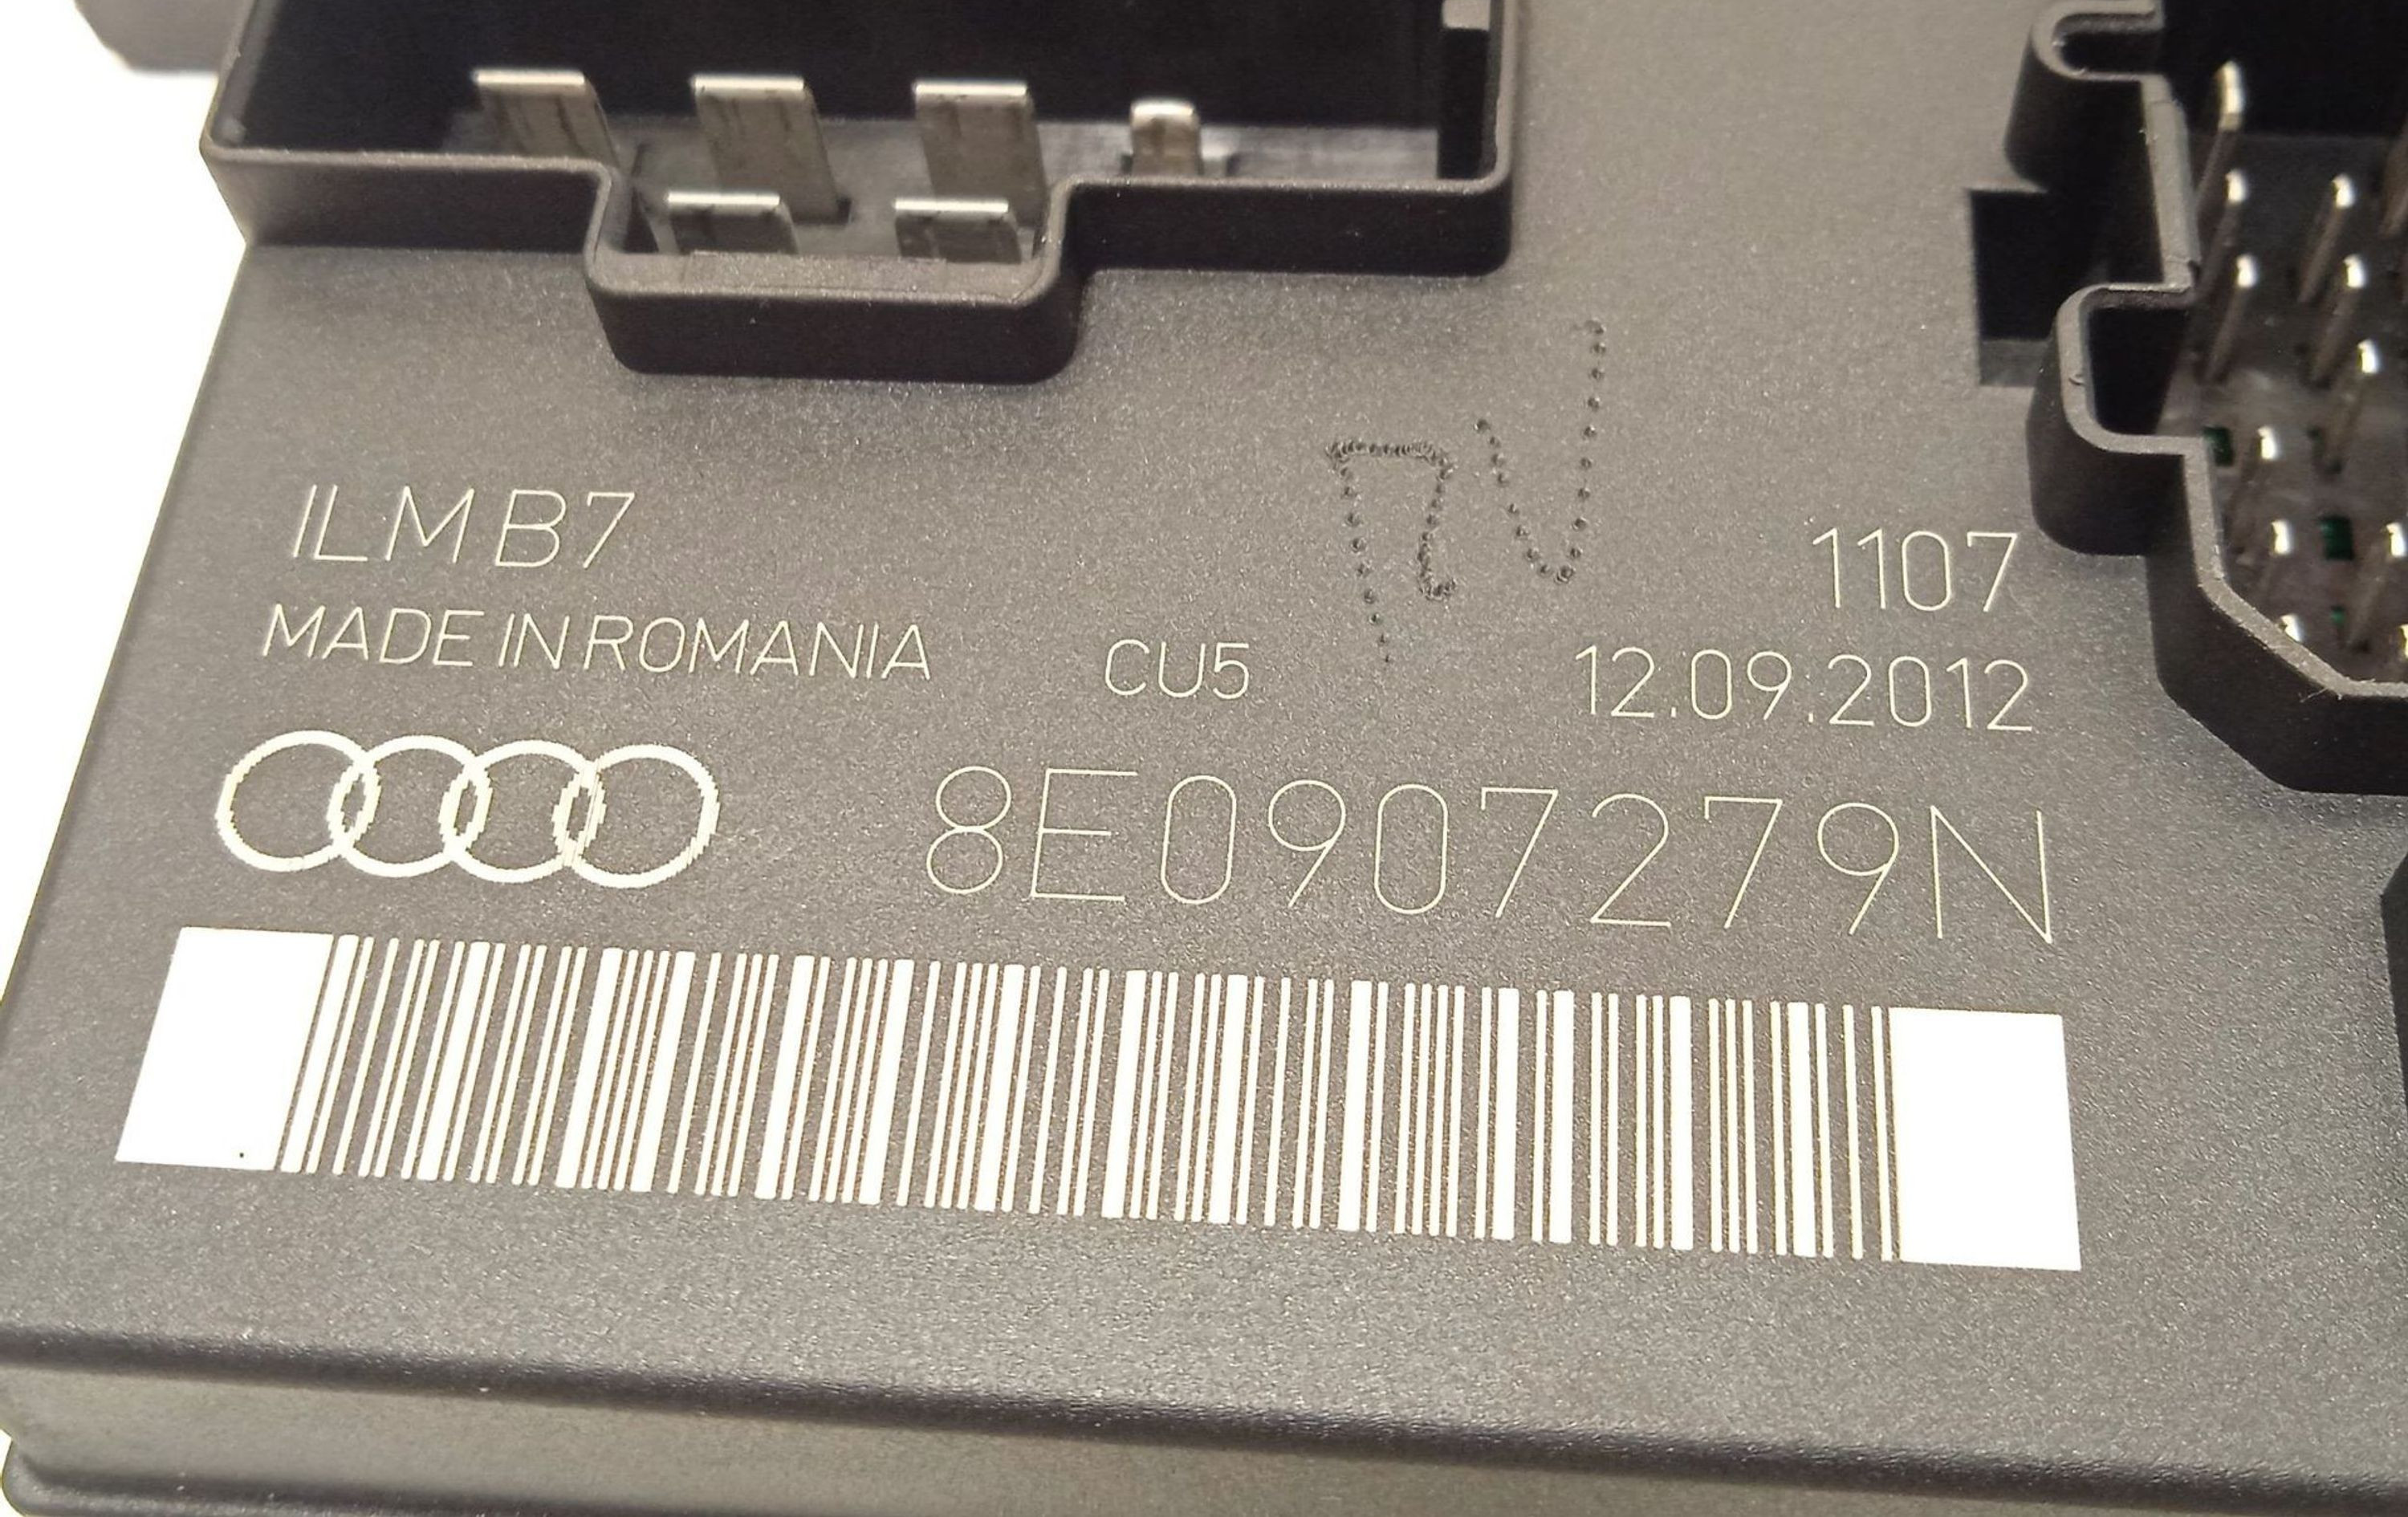 ILM B7
1107
MADE IN ROMANIA CU5 12.09.2012
8E0907279N